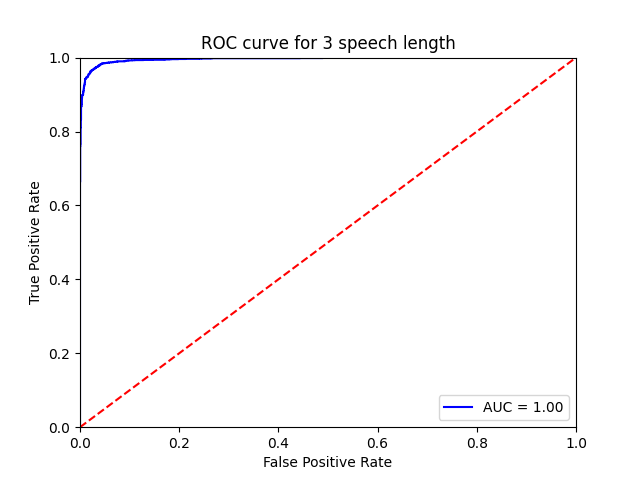 ROC curve for 3 speech length
True Positive Rate
1.0
0.8
0.6
0.4
0.2
0.0
AUC = 1.00
0.0 0.2 0.4 0.6 0.8 1.0
False Positive Rate